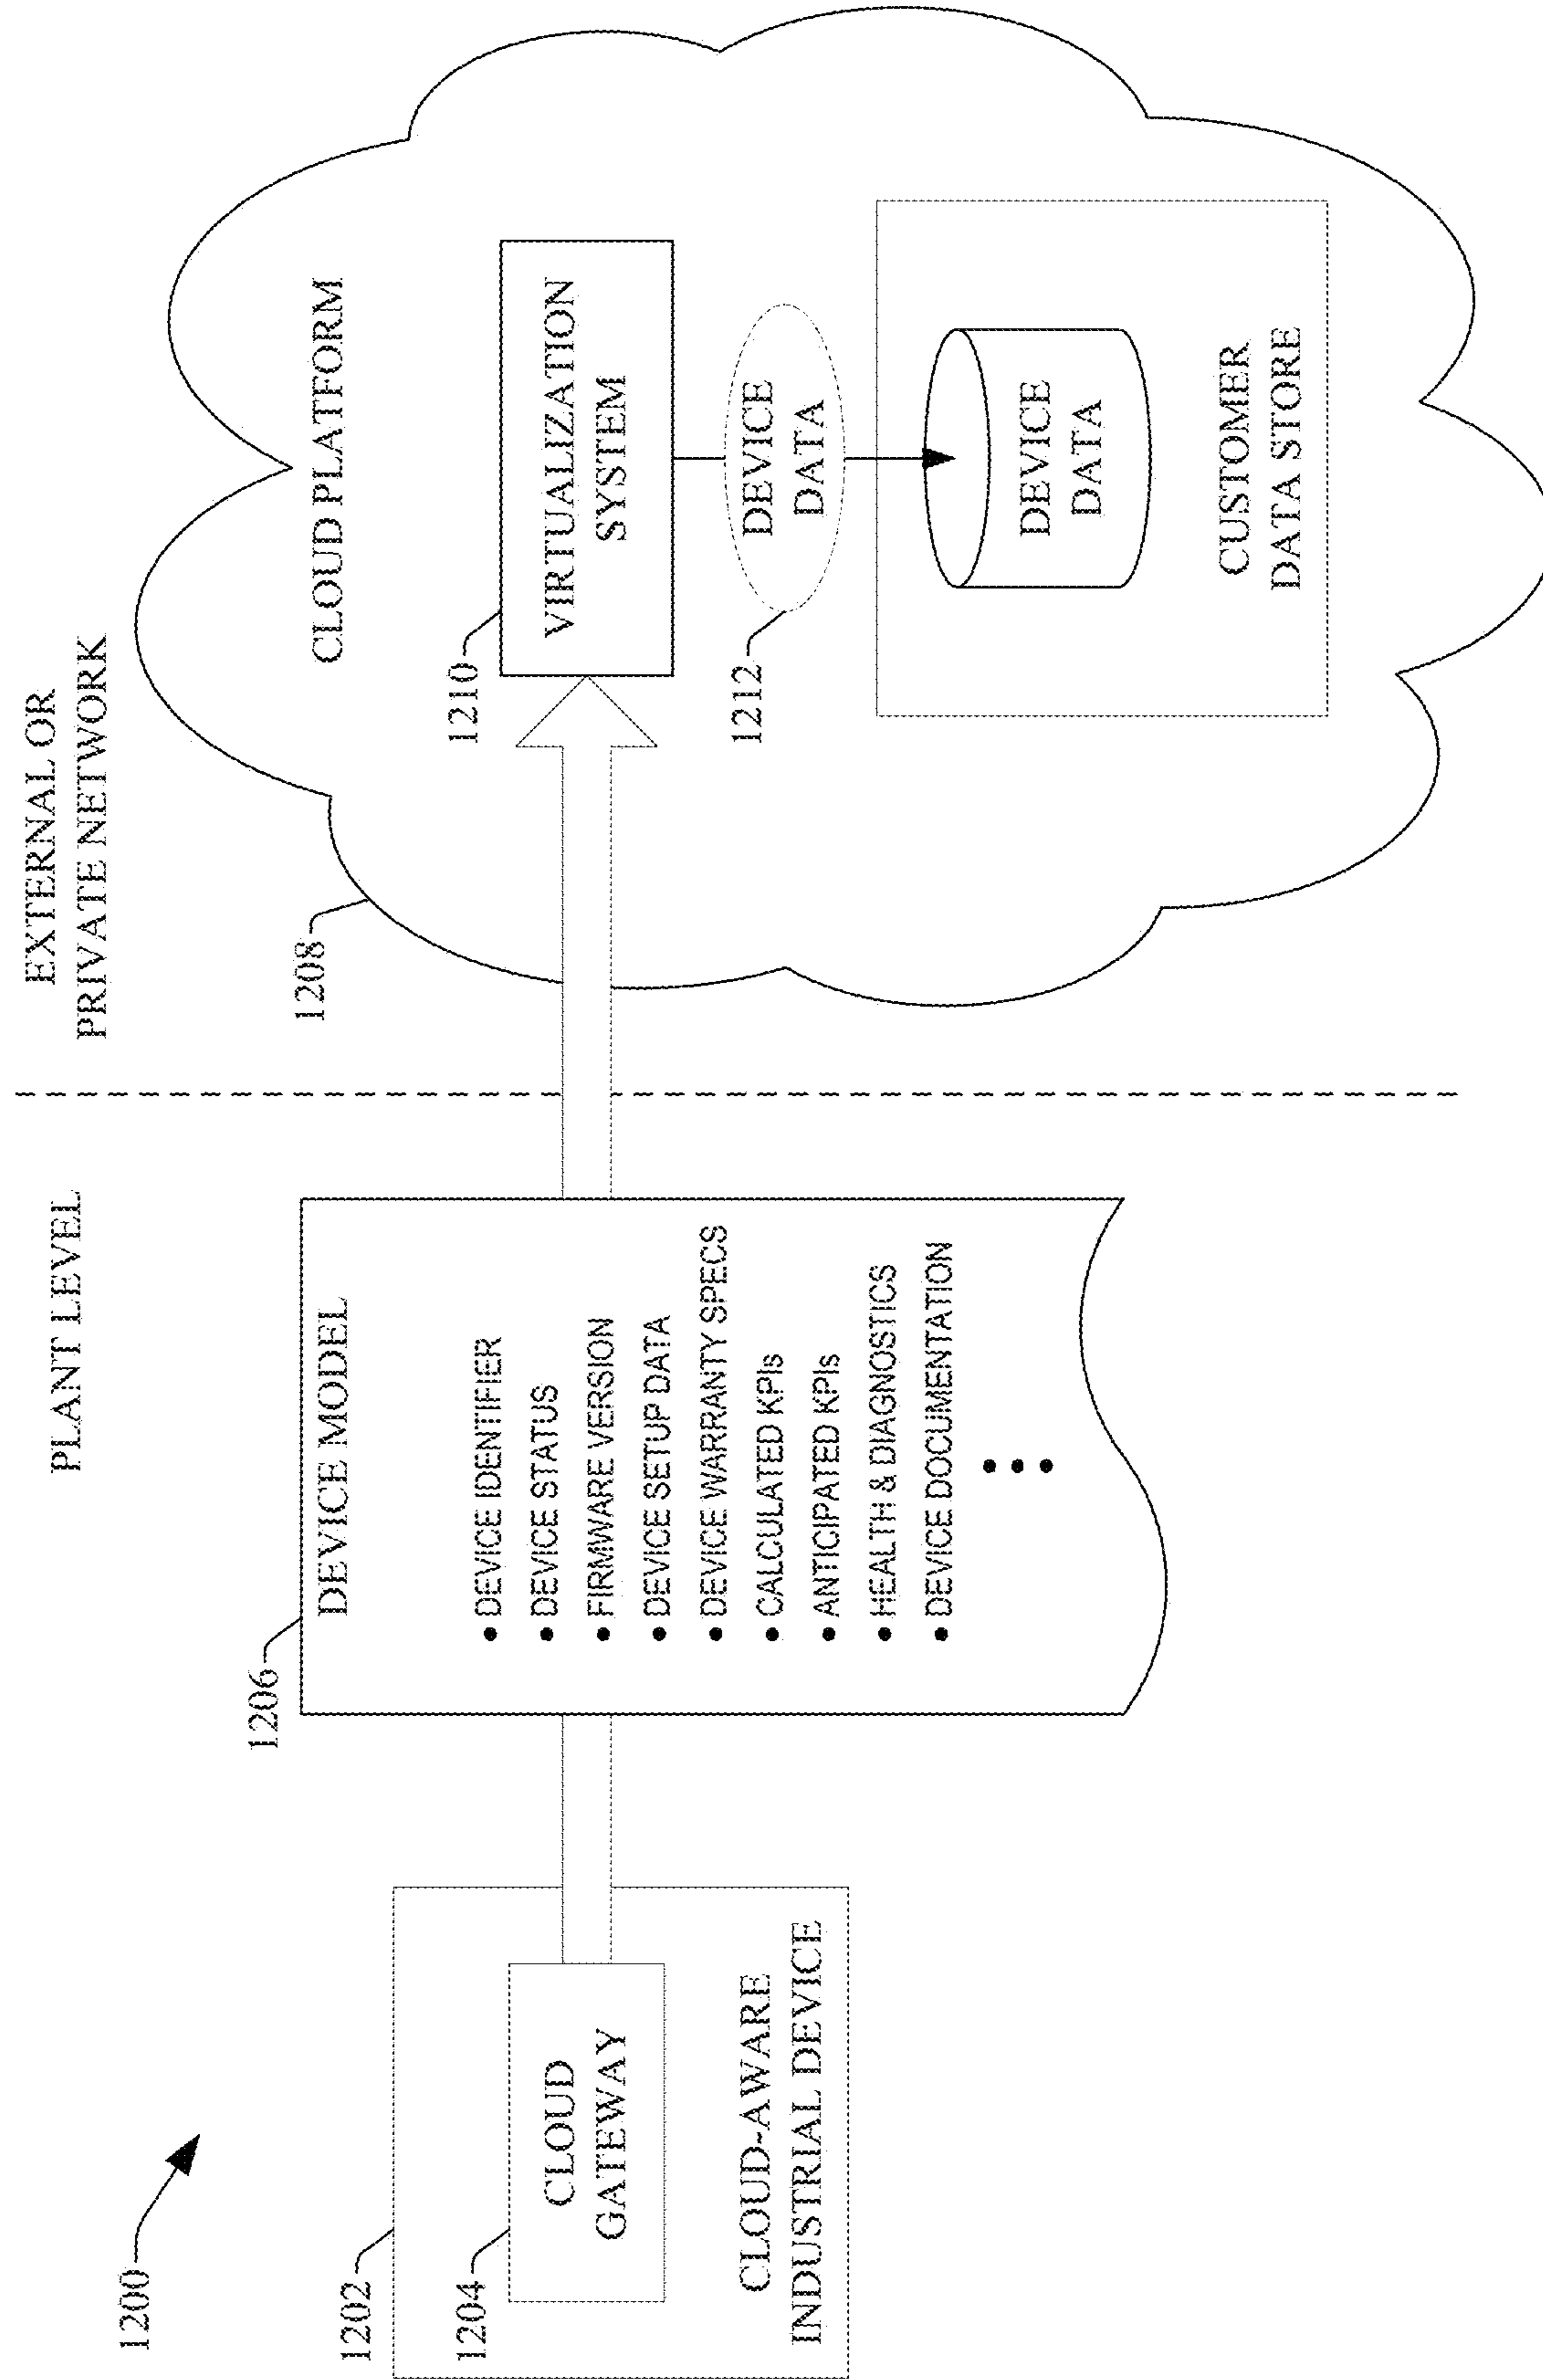 1200
PLANT LEVEL
EXTERNAL OR
PRIVATE NETWORK
1202
1204
CLOUD
GATEWAY
CLOUD-AWARE
INDUSTRIAL DEVICE
1206
DEVICE MODEL
• DEVICE IDENTIFIER
• DEVICE STATUS
• FIRMWARE VERSION
• DEVICE SETUP DATA
• DEVICE WARRANTY SPECS
• CALCULATED KPIs
• ANTICIPATED KPIs
• HEALTH & DIAGNOSTICS
• DEVICE DOCUMENTATION
1208
CLOUD PLATFORM
1210
VIRTUALIZATION
SYSTEM
1212
DEVICE
DATA
DEVICE
DATA
CUSTOMER
DATA STORE